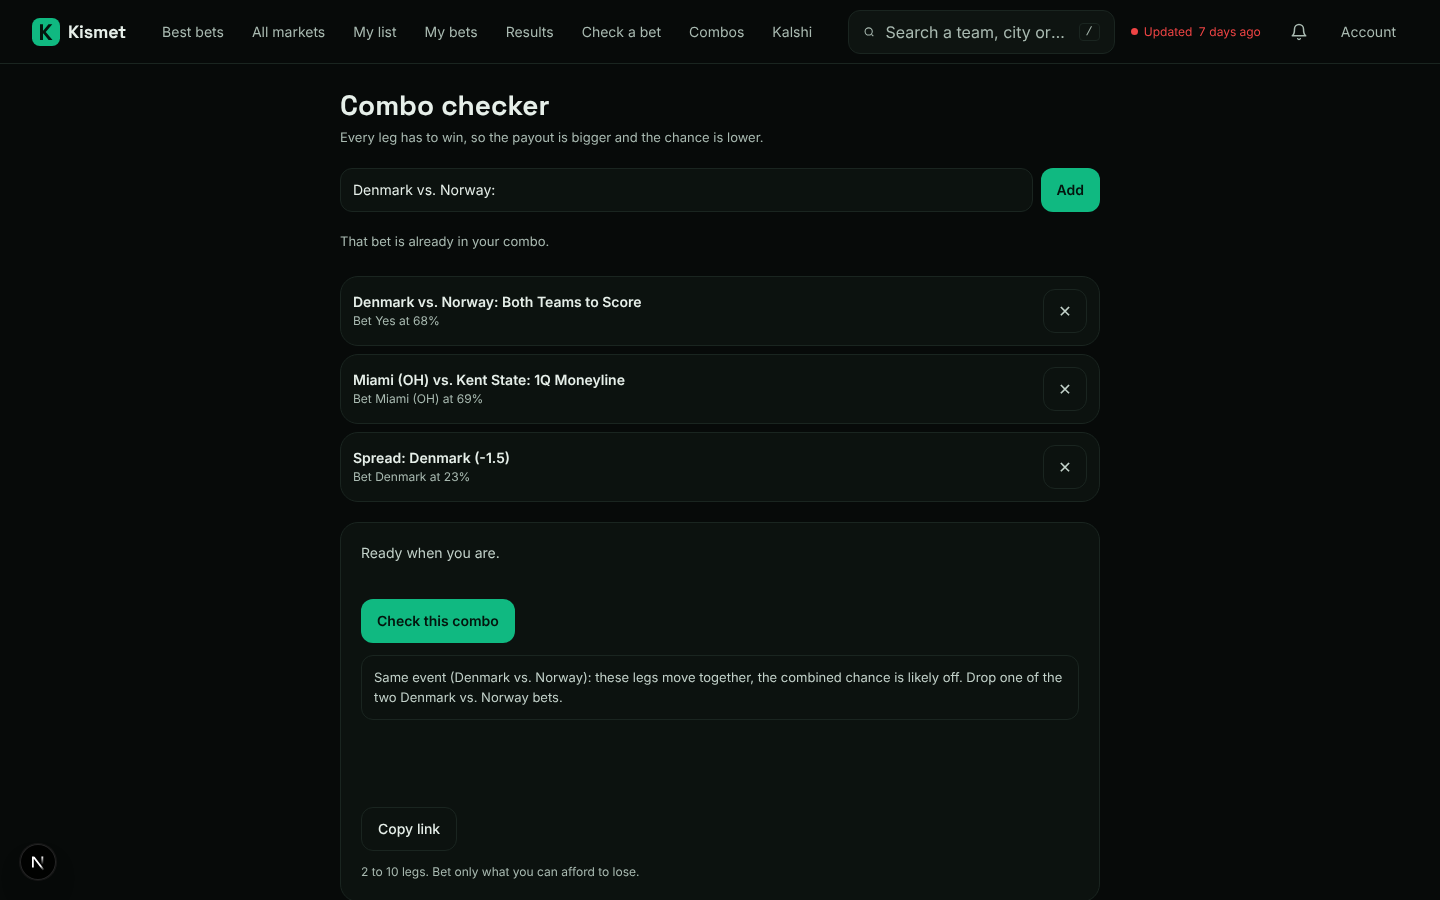 K Kismet Best bets All markets My list My bets Results Check a bet Combos Kalshi Search a team, city or... / Updated 7 days ago Account
Combo checker
Every leg has to win, so the payout is bigger and the chance is lower.
Denmark vs. Norway: Add
That bet is already in your combo.
Denmark vs. Norway: Both Teams to Score
Bet Yes at 68%
Miami (OH) vs. Kent State: 1Q Moneyline
Bet Miami (OH) at 69%
Spread: Denmark (-1.5)
Bet Denmark at 23%
Ready when you are.
Check this combo
Same event (Denmark vs. Norway): these legs move together, the combined chance is likely off. Drop one of the
two Denmark vs. Norway bets.
Copy link
N
2 to 10 legs. Bet only what you can afford to lose.